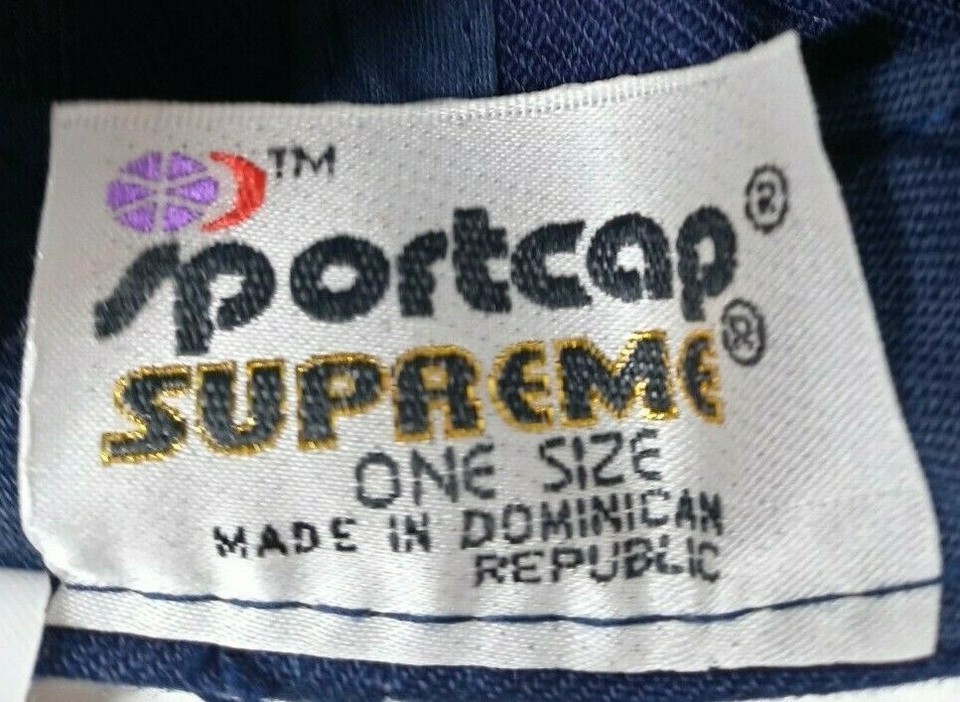 TM
sportcap®
SUPREME®
ONE SIZE
MADE IN DOMINICAN
REPUBLIC